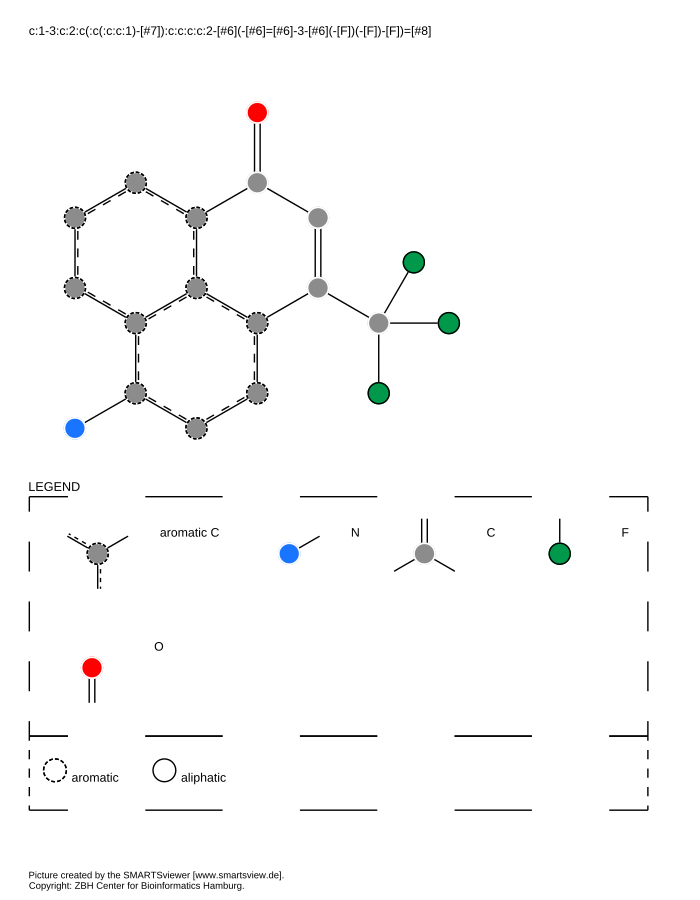 c:1-3:c:2:c(:c(:c:c:1)-[#7]):c:c:c:c:2-[#6](-[#6]=[#6]-3-[#6](-[F])(-[F])-[F])=[#8]
LEGEND
aromatic C
N
C
F
O
aromatic
aliphatic
Picture created by the SMARTSviewer [www.smartsview.de].
Copyright: ZBH Center for Bioinformatics Hamburg.